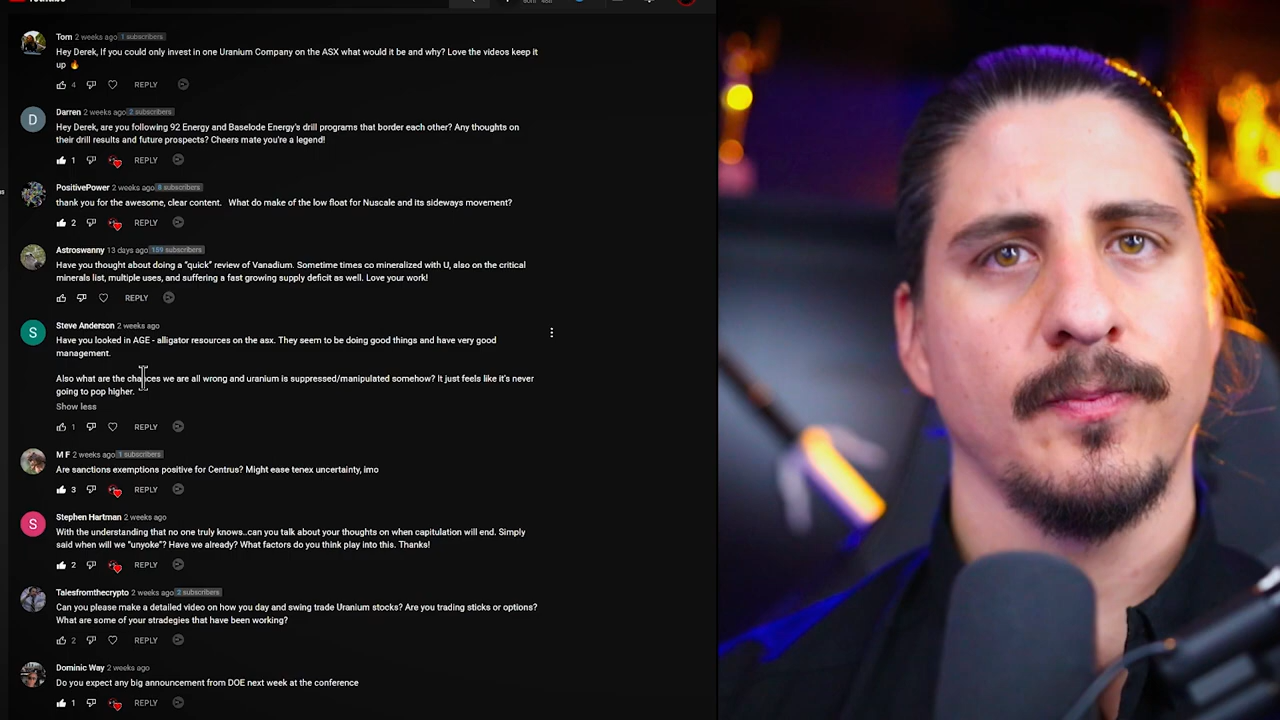 Tom 2 weeks ago 1 subscribers
Hey Derek, If you could only invest in one Uranium Company on the ASX what would it be and why? Love the videos keep it
up 🔥
4 REPLY
D
Darren 2 weeks ago 2 subscribers
Hey Derek, are you following 92 Energy and Baselode Energy's drill programs that border each other? Any thoughts on
their drill results and future prospects? Cheers mate you're a legend!
1 REPLY
PositivePower 2 weeks ago 8 subscribers
thank you for the awesome, clear content. What do make of the low float for Nuscale and its sideways movement?
2 REPLY
Astroswanny 13 days ago 159 subscribers
Have you thought about doing a "quick" review of Vanadium. Sometime times co mineralized with U, also on the critical
minerals list, multiple uses, and suffering a fast growing supply deficit as well. Love your work!
REPLY
S
Steve Anderson 2 weeks ago
Have you looked in AGE - alligator resources on the asx. They seem to be doing good things and have very good
management.
Also what are the chances we are all wrong and uranium is suppressed/manipulated somehow? It just feels like it's never
going to pop higher.
Show less
1 REPLY
M F 2 weeks ago 1 subscribers
Are sanctions exemptions positive for Centrus? Might ease tenex uncertainty, imo
3 REPLY
S
Stephen Hartman 2 weeks ago
With the understanding that no one truly knows..can you talk about your thoughts on when capitulation will end. Simply
said when will we "unyoke"? Have we already? What factors do you think play into this. Thanks!
2 REPLY
Talesfromthecrypto 2 weeks ago 2 subscribers
Can you please make a detailed video on how you day and swing trade Uranium stocks? Are you trading sticks or options?
What are some of your stradegies that have been working?
2 REPLY
Dominic Way 2 weeks ago
Do you expect any big announcement from DOE next week at the conference
1 REPLY